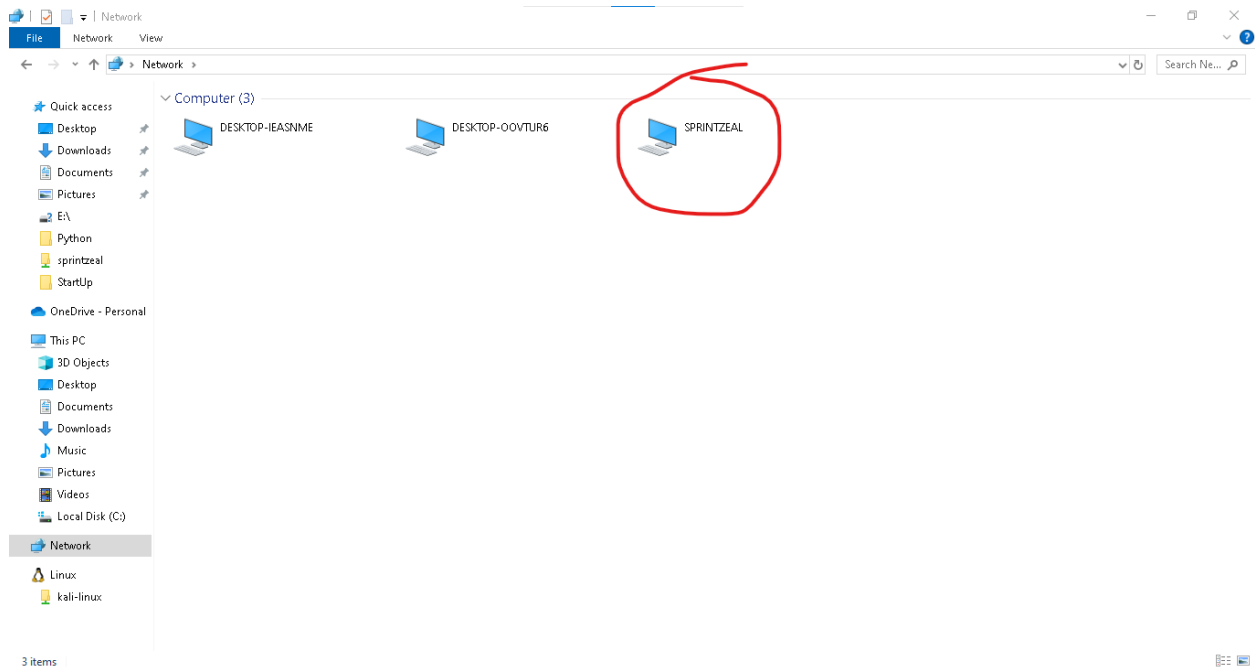 Network
File Network View
Network
Search Ne...
Quick access
Desktop
Downloads
Documents
Pictures
E:\
Python
sprintzeal
StartUp
OneDrive - Personal
This PC
3D Objects
Desktop
Documents
Downloads
Music
Pictures
Videos
Local Disk (C:)
Network
Linux
kali-linux
Computer (3)
DESKTOP-IEASNME DESKTOP-OOVTUR6 SPRINTZEAL
3 items